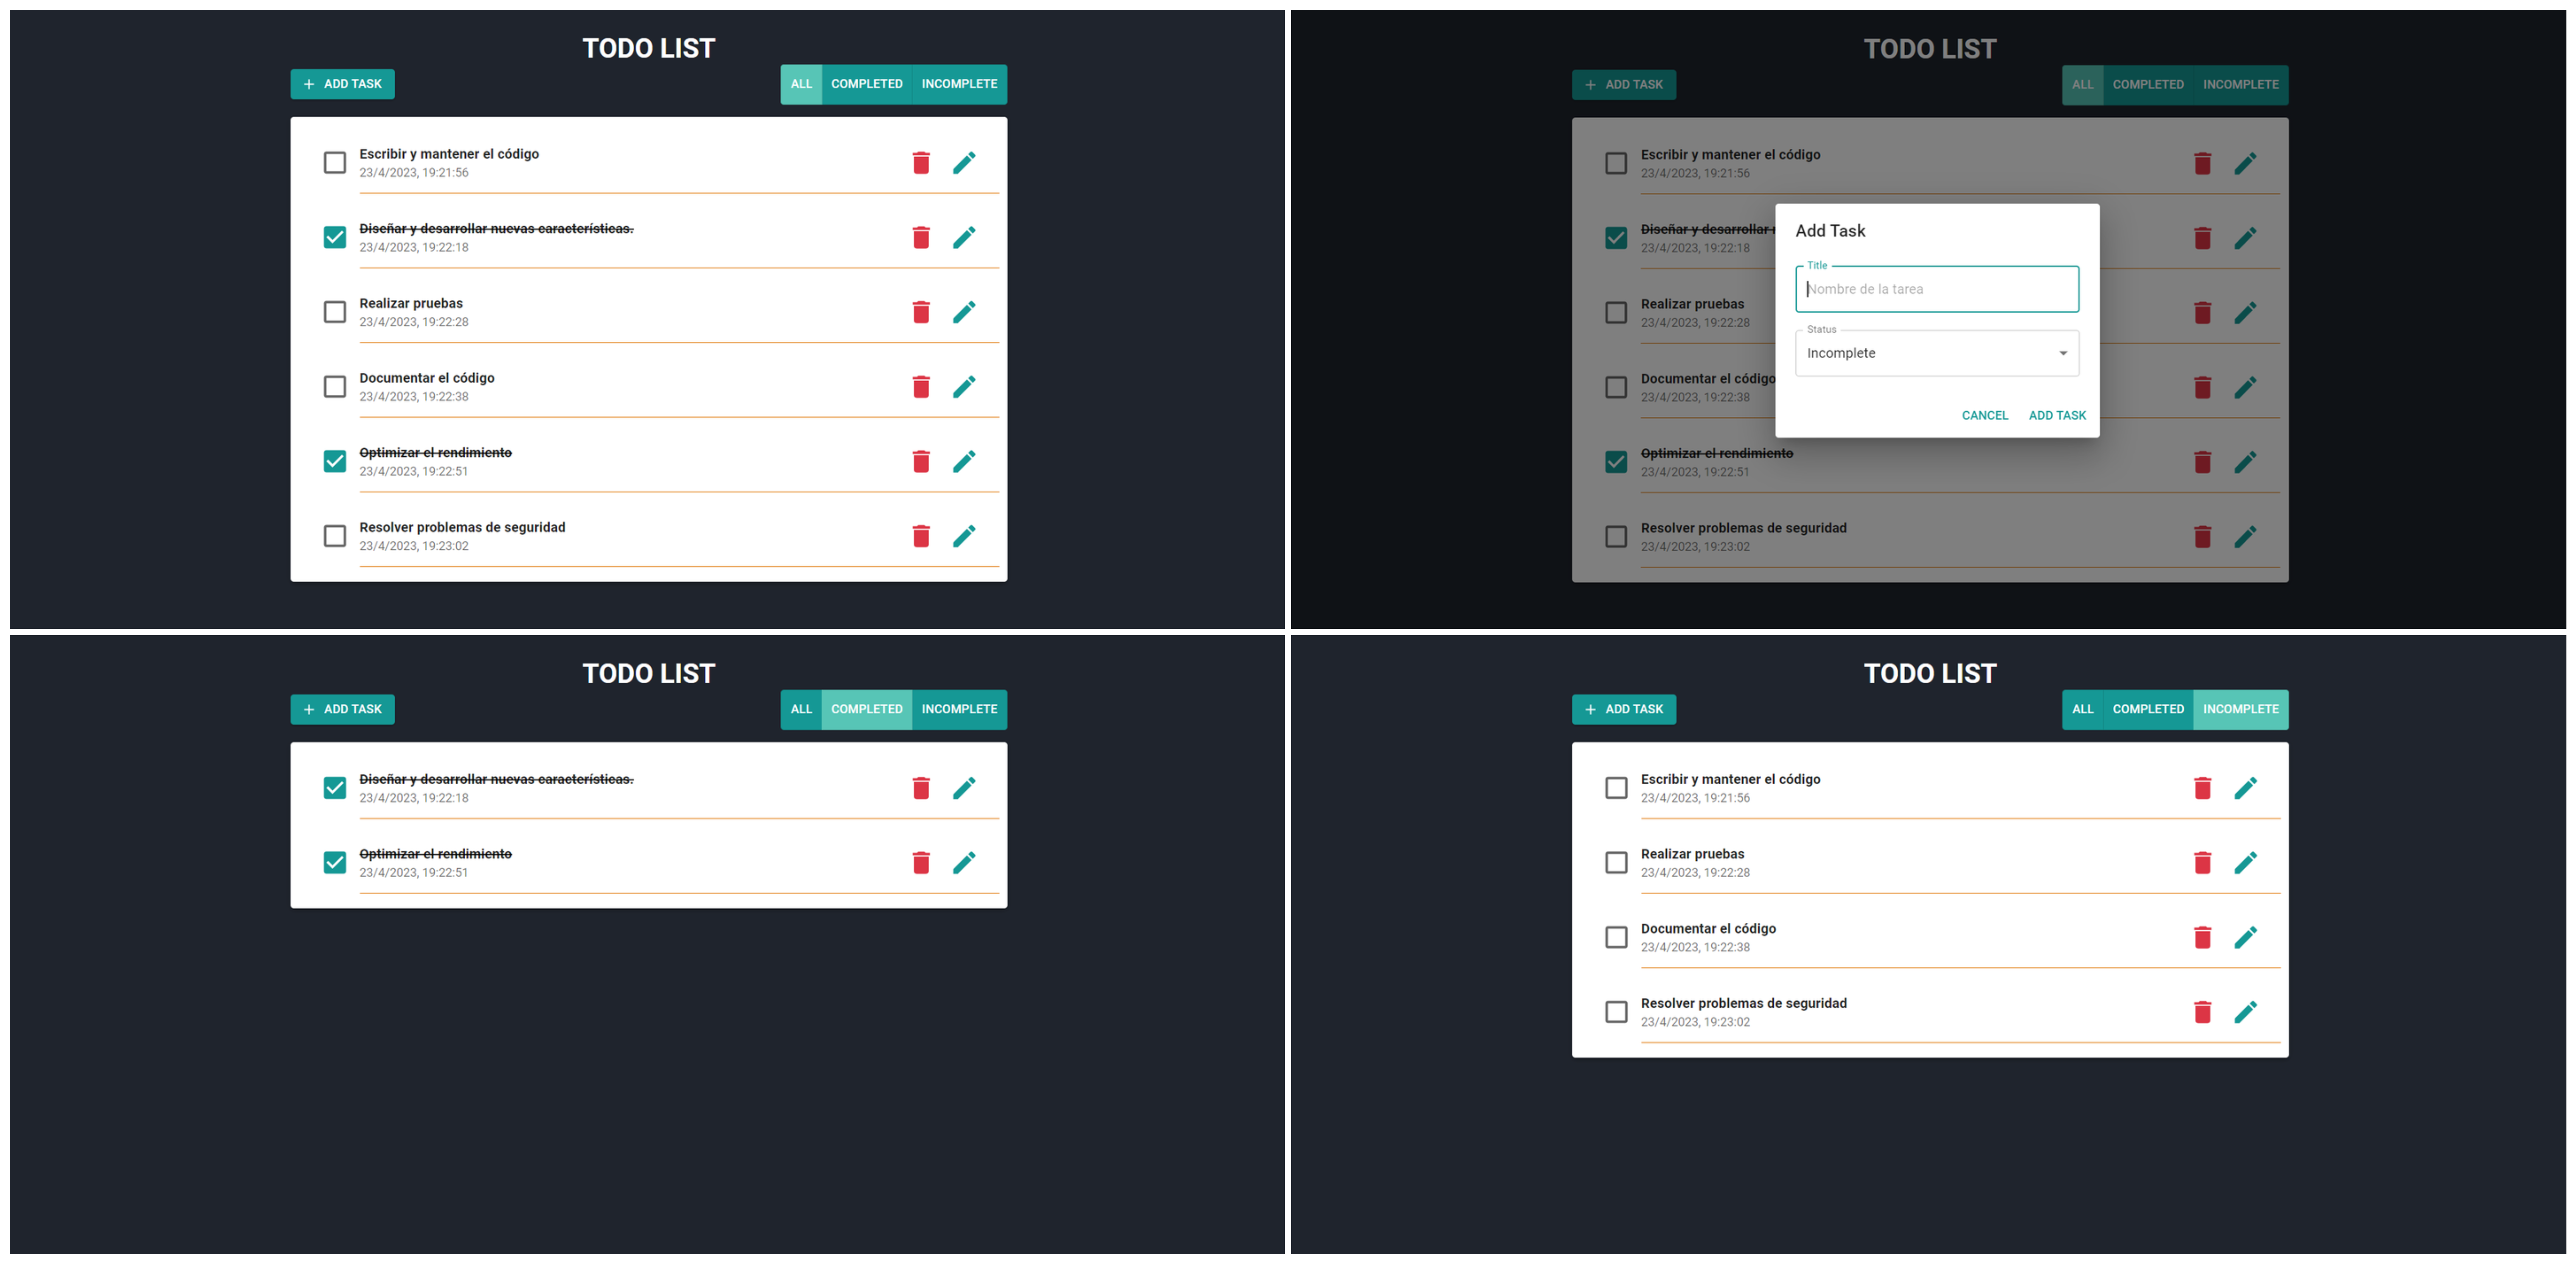 TODO LIST
+ ADD TASK
ALL COMPLETED INCOMPLETE
Escribir y mantener el código
23/4/2023, 19:21:56
Diseñar y desarrollar nuevas características.
23/4/2023, 19:22:18
Realizar pruebas
23/4/2023, 19:22:28
Documentar el código
23/4/2023, 19:22:38
Optimizar el rendimiento
23/4/2023, 19:22:51
Resolver problemas de seguridad
23/4/2023, 19:23:02
TODO LIST
+ ADD TASK
ALL COMPLETED INCOMPLETE
Escribir y mantener el código
23/4/2023, 19:21:56
Diseñar y desarrollar
23/4/2023, 19:22:18
Realizar pruebas
23/4/2023, 19:22:28
Documentar el código
23/4/2023, 19:22:38
Optimizar el rendimiento
23/4/2023, 19:22:51
Resolver problemas de seguridad
23/4/2023, 19:23:02
Add Task
Title
Nombre de la tarea
Status
Incomplete
CANCEL ADD TASK
TODO LIST
+ ADD TASK
ALL COMPLETED INCOMPLETE
Diseñar y desarrollar nuevas características.
23/4/2023, 19:22:18
Optimizar el rendimiento
23/4/2023, 19:22:51
TODO LIST
+ ADD TASK
ALL COMPLETED INCOMPLETE
Escribir y mantener el código
23/4/2023, 19:21:56
Realizar pruebas
23/4/2023, 19:22:28
Documentar el código
23/4/2023, 19:22:38
Resolver problemas de seguridad
23/4/2023, 19:23:02